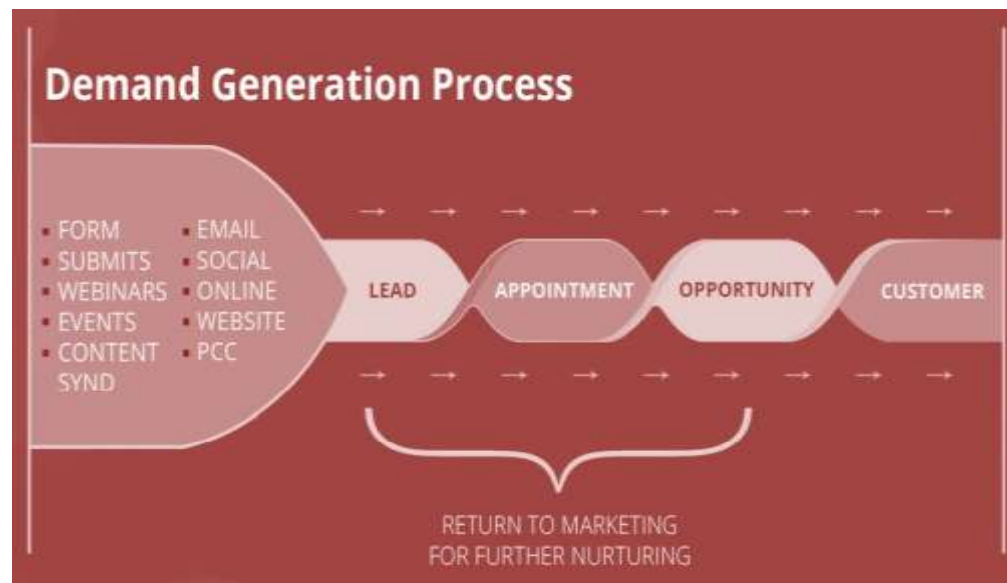 Demand Generation Process
▪ FORM
▪ SUBMITS
▪ WEBINARS
▪ EVENTS
▪ CONTENT
SYND
▪ EMAIL
▪ SOCIAL
▪ ONLINE
▪ WEBSITE
▪ PCC
LEAD
APPOINTMENT
OPPORTUNITY
CUSTOMER
RETURN TO MARKETING
FOR FURTHER NURTURING